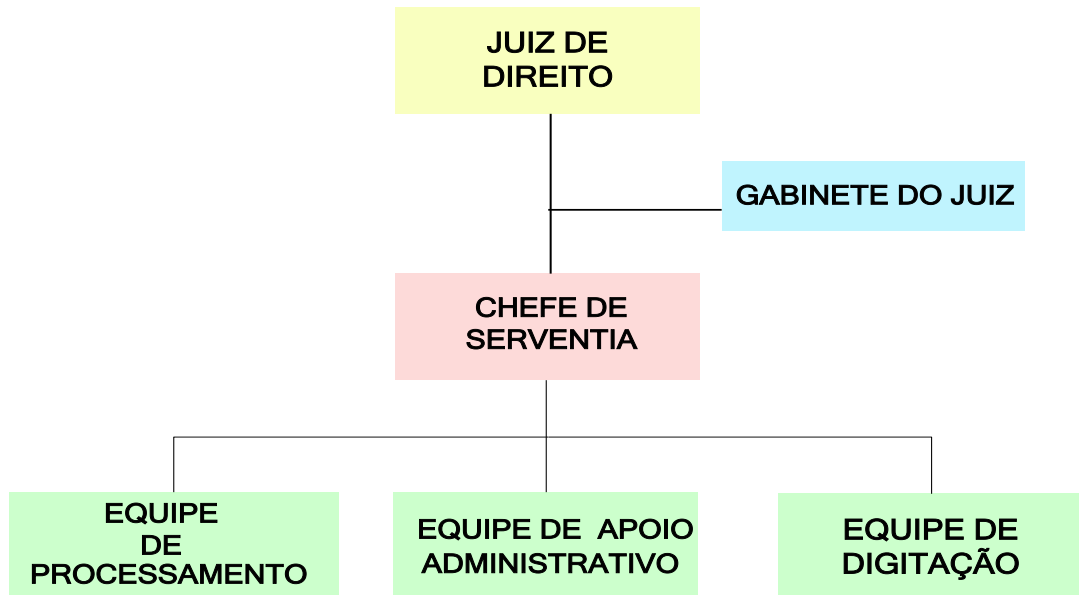 JUIZ DE
DIREITO
GABINETE DO JUIZ
CHEFE DE
SERVENTIA
EQUIPE
DE
PROCESSAMENTO
EQUIPE DE APOIO
ADMINISTRATIVO
EQUIPE DE
DIGITAÇÃO